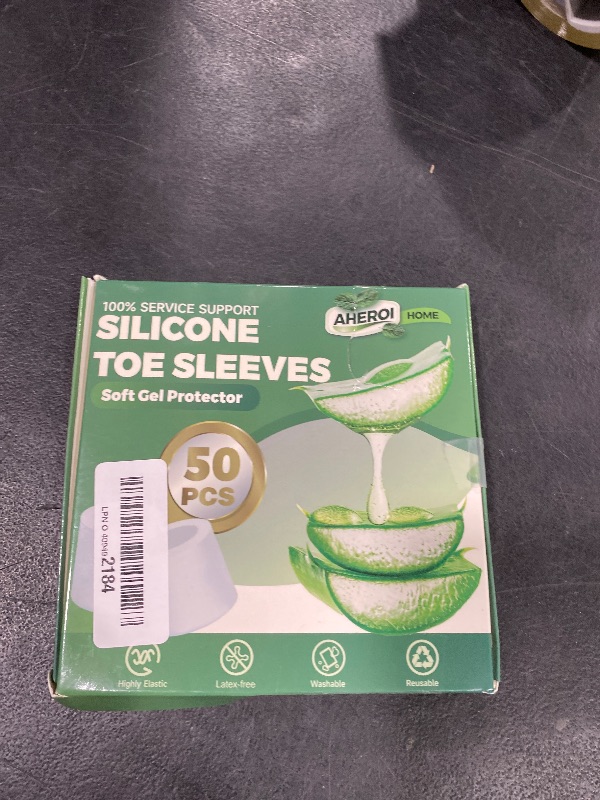 100% SERVICE SUPPORT
SILICONE
TOE SLEEVES
Soft Gel Protector
AHEROI
HOME
50
PCS
LPN
2184
Highly Elastic
Latex-free
Washable
Reusable